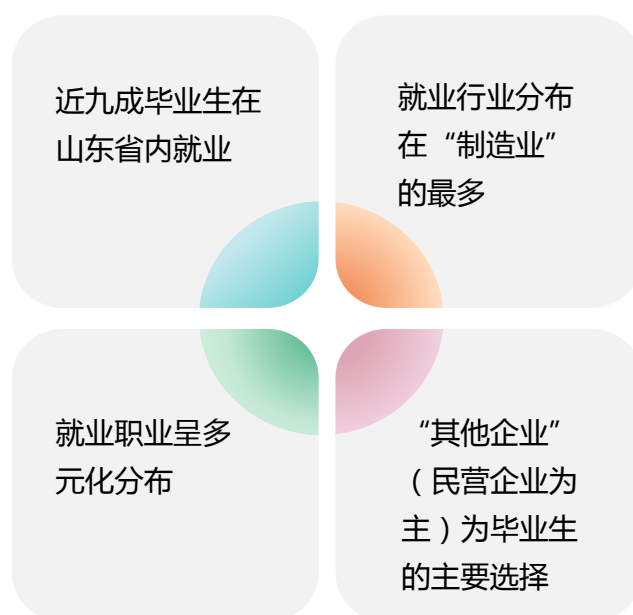 近九成毕业生在
山东省内就业
就业行业分布
在“制造业”
的最多
就业职业呈多
元化分布
“其他企业”
（民营企业为
主）为毕业生
的主要选择